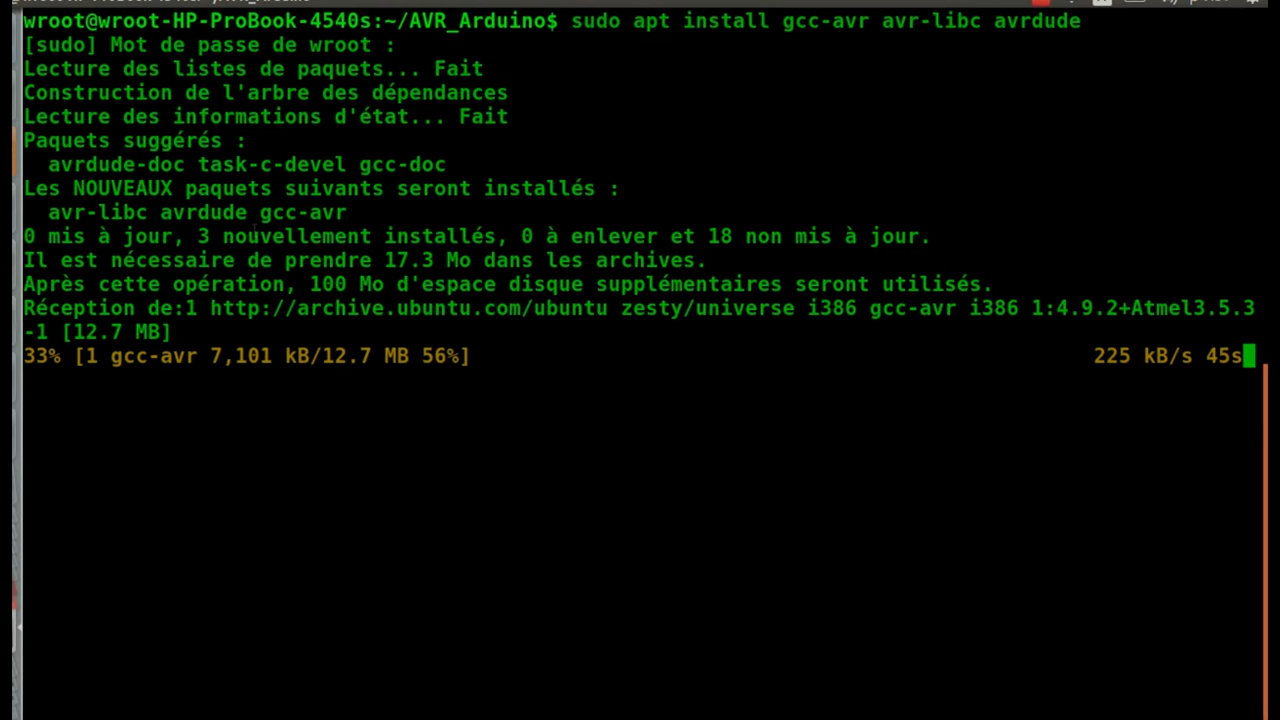 wroot@wroot-HP-ProBook-4540s:~/AVR_Arduino$ sudo apt install gcc-avr avr-libc avrdude
[sudo] Mot de passe de wroot :
Lecture des listes de paquets... Fait
Construction de l'arbre des dépendances
Lecture des informations d'état... Fait
Paquets suggérés :
avrdude-doc task-c-devel gcc-doc
Les NOUVEAUX paquets suivants seront installés :
avr-libc avrdude gcc-avr
0 mis à jour, 3 nouvellement installés, 0 à enlever et 18 non mis à jour.
Il est nécessaire de prendre 17.3 Mo dans les archives.
Après cette opération, 100 Mo d'espace disque supplémentaires seront utilisés.
Réception de:1 http://archive.ubuntu.com/ubuntu zesty/universe i386 gcc-avr i386 1:4.9.2+Atmel3.5.3
-1 [12.7 MB]
33% [1 gcc-avr 7,101 kB/12.7 MB 56%] 225 kB/s 45s